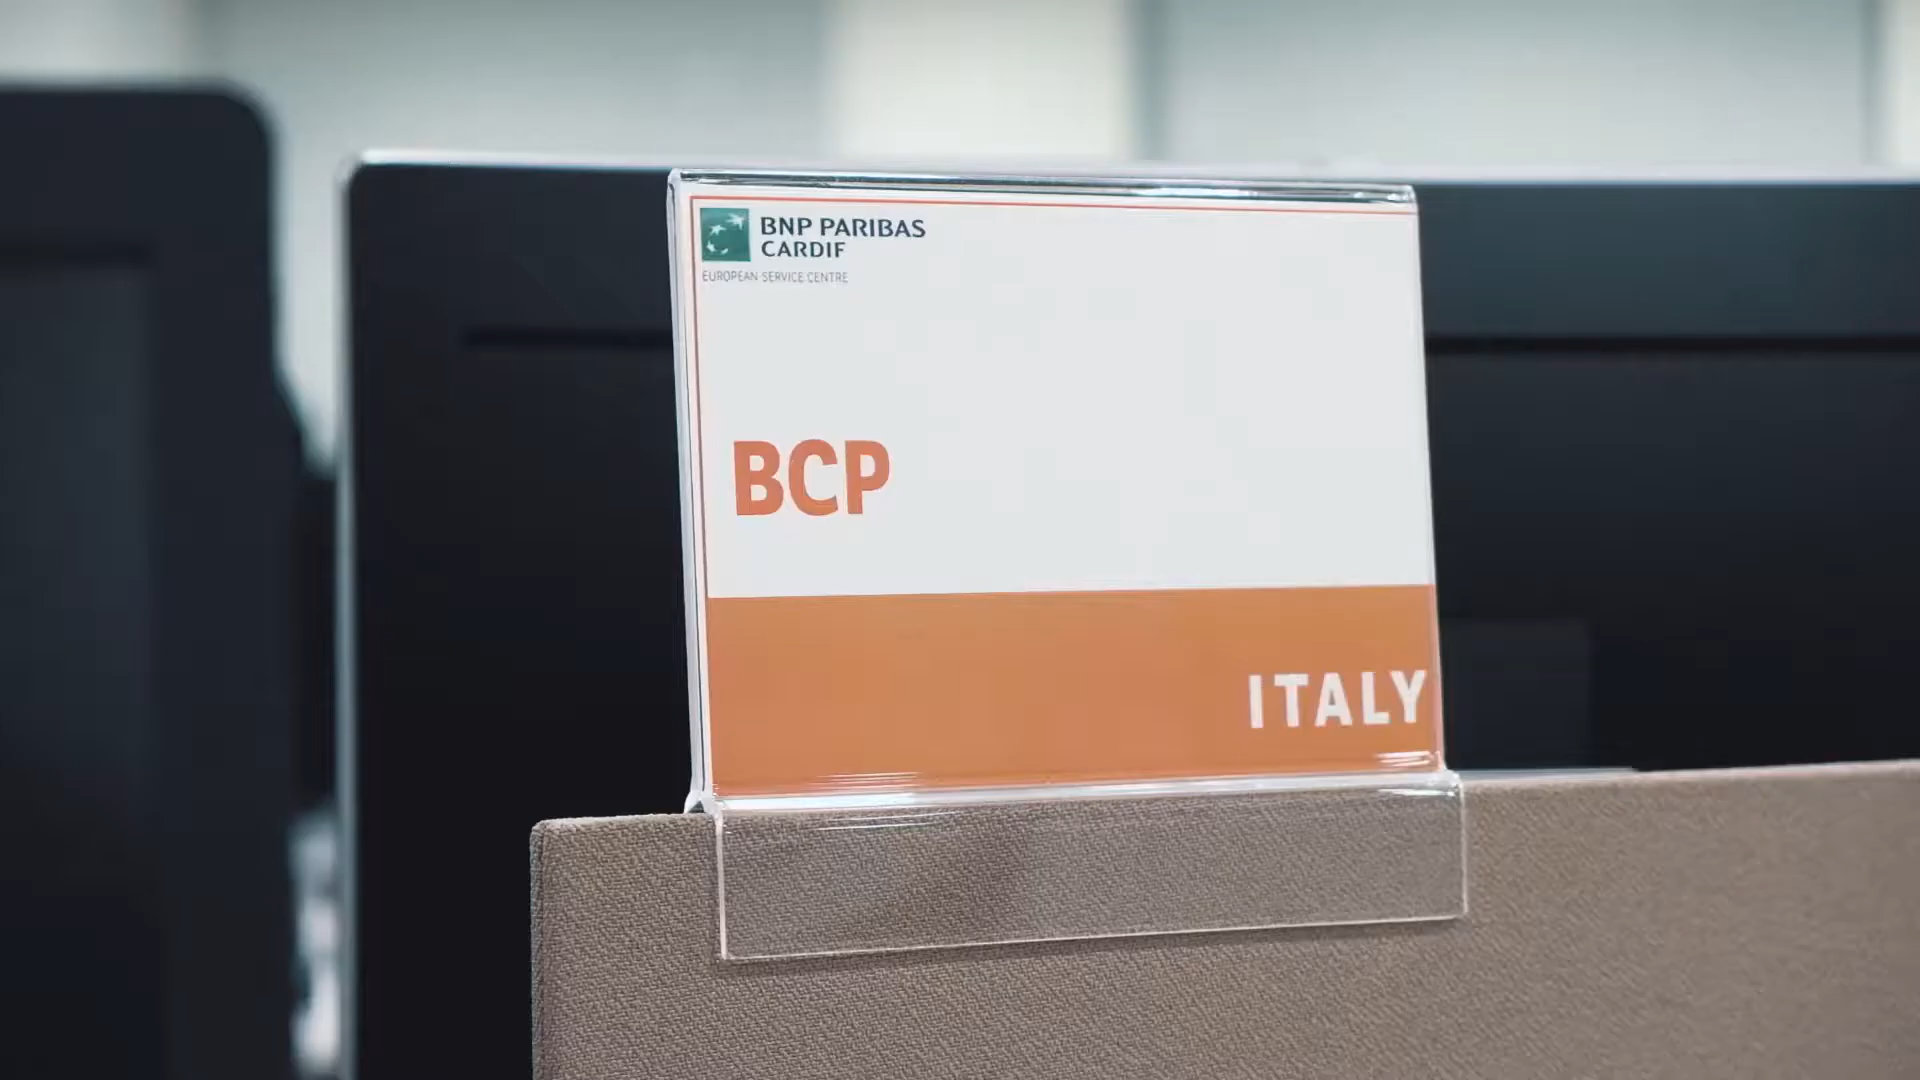 BNP PARIBAS
CARDIF
EUROPEAN SERVICE CENTRE
BCP
ITALY